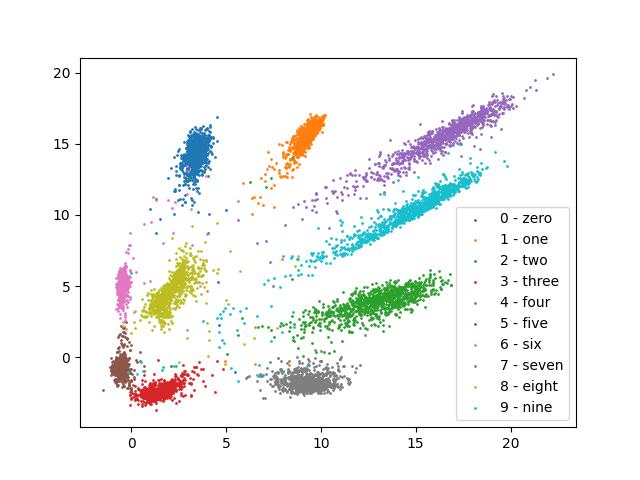 20
15
10
5
0
0 - zero
1 - one
2 - two
3 - three
4 - four
5 - five
6 - six
7 - seven
8 - eight
9 - nine
0 5 10 15 20